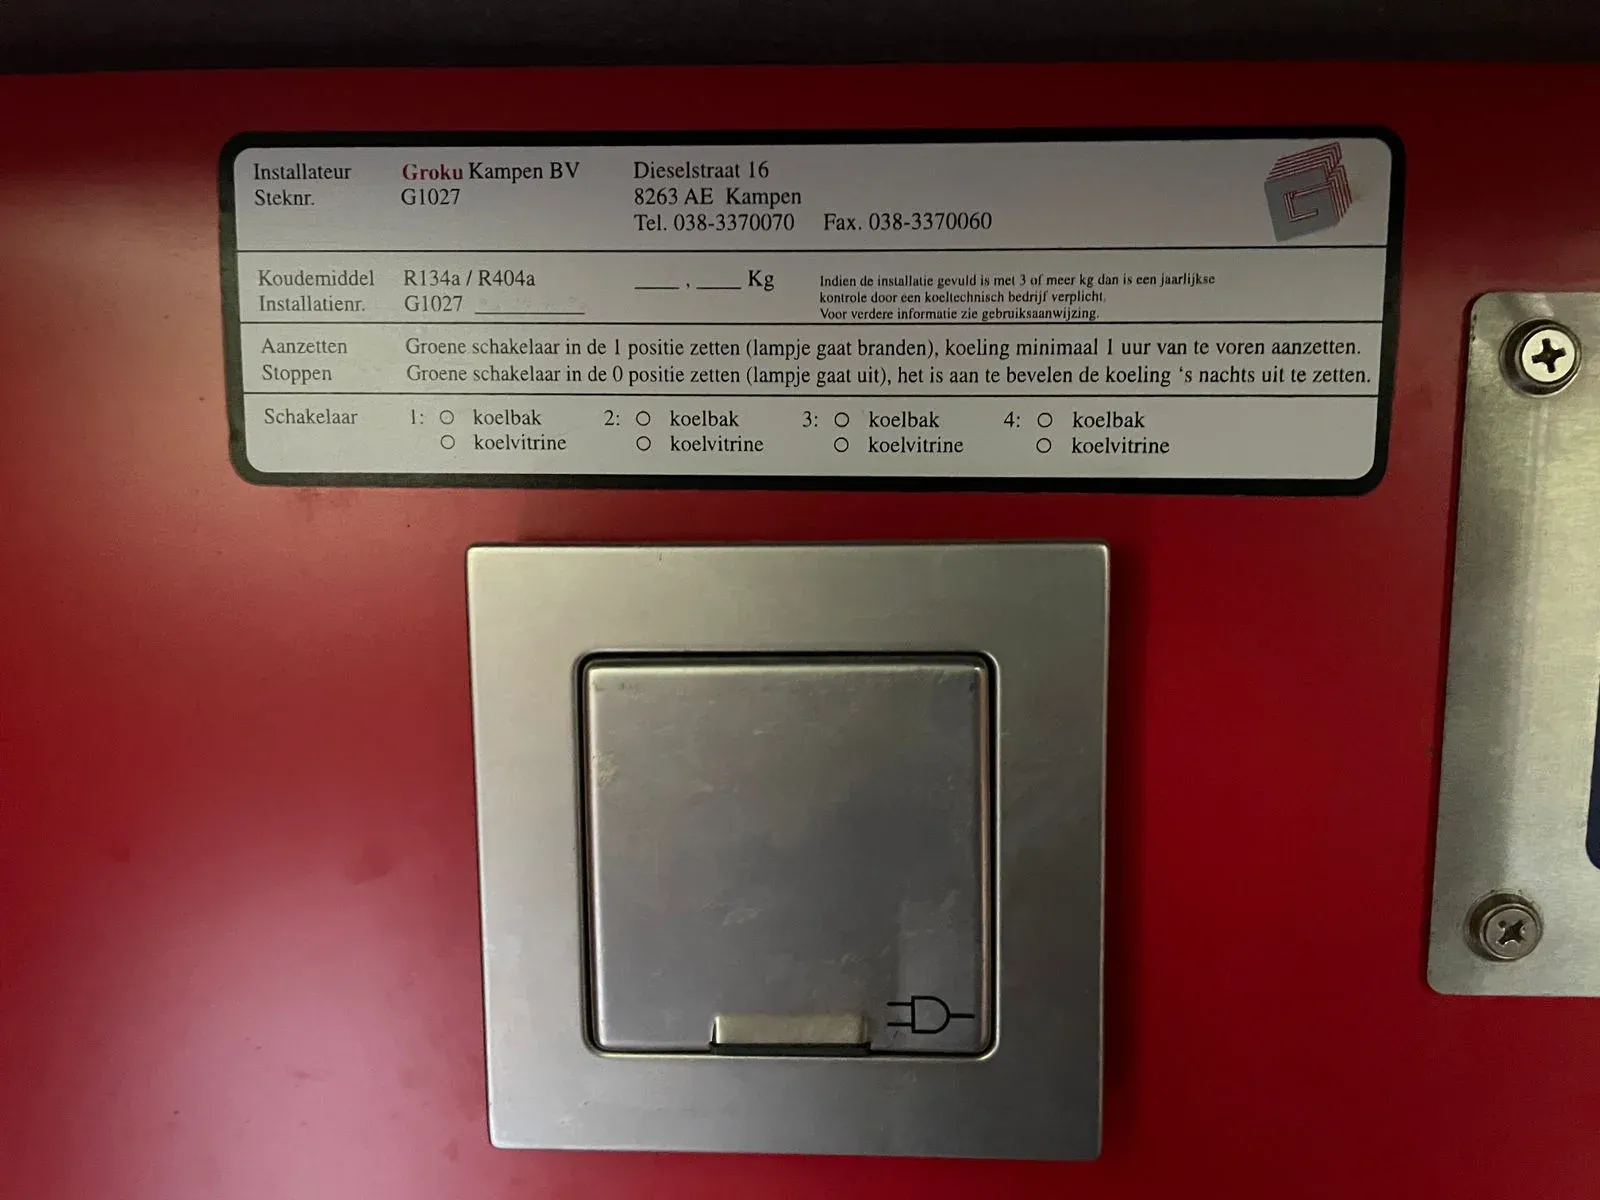 Installateur Groku Kampen BV Dieselstraat 16
Steknr. G1027 8263 AE Kampen
Tel. 038-3370070 Fax. 038-3370060
G
Koudemiddel R134a / R404a ___ , ___ Kg
Installatienr. G1027 ________
Indien de installatie gevuld is met 3 of meer kg dan is een jaarlijkse
kontrole door een koeltechnisch bedrijf verplicht.
Voor verdere informatie zie gebruiksaanwijzing.
Aanzetten Groene schakelaar in de 1 positie zetten (lampje gaat branden), koeling minimaal 1 uur van te voren aanzetten.
Stoppen Groene schakelaar in de 0 positie zetten (lampje gaat uit), het is aan te bevelen de koeling ‘s nachts uit te zetten.
Schakelaar 1: O koelbak 2: O koelbak 3: O koelbak 4: O koelbak
O koelvitrine O koelvitrine O koelvitrine O koelvitrine